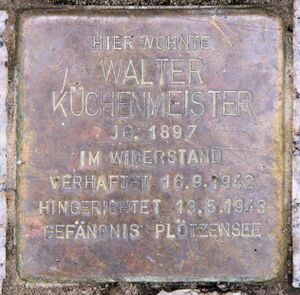 HIER WOHNTE
WALTER
KÜCHENMEISTER
JG. 1897
IM WIDERSTAND
VERHAFTET 16.9.1942
HINGERICHTET 13.5.1943
GEFÄNGNIS PLÖTZENSEE